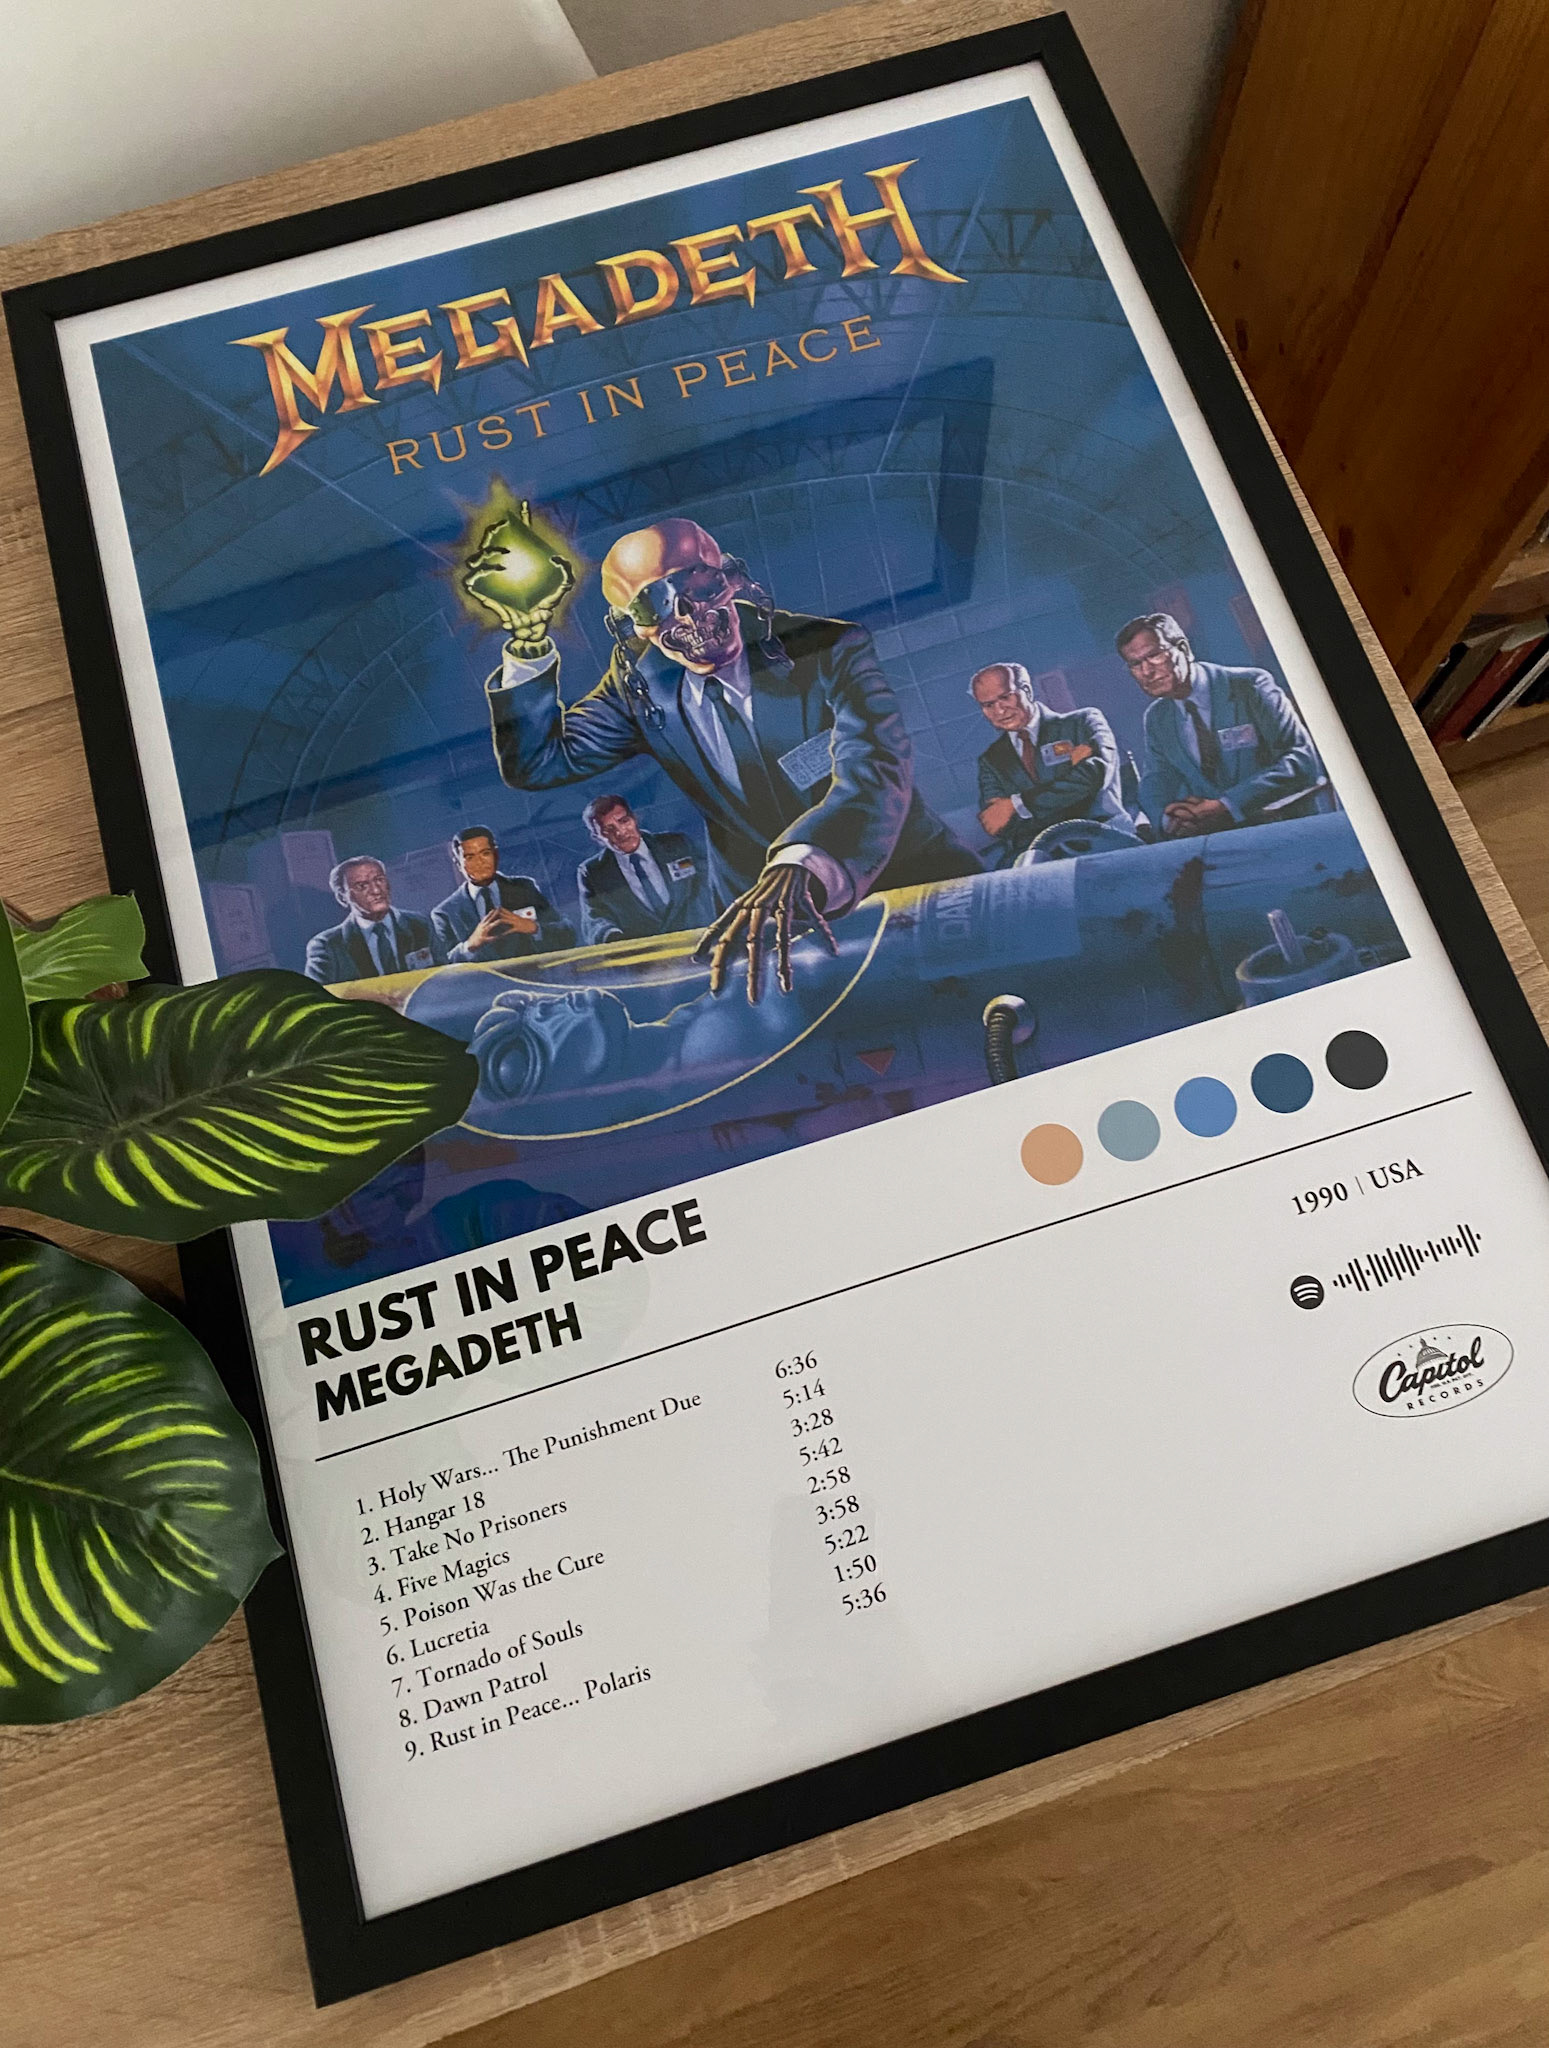 MEGADETH
RUST IN PEACE
DAN
RUST IN PEACE
MEGADETH
1990 | USA
1. Holy Wars... The Punishment Due 6:36
2. Hangar 18 5:14
3. Take No Prisoners 3:28
4. Five Magics 5:42
5. Poison Was the Cure 2:58
6. Lucretia 3:58
7. Tornado of Souls 5:22
8. Dawn Patrol 1:50
9. Rust in Peace... Polaris 5:36
Capitol
RECORDS